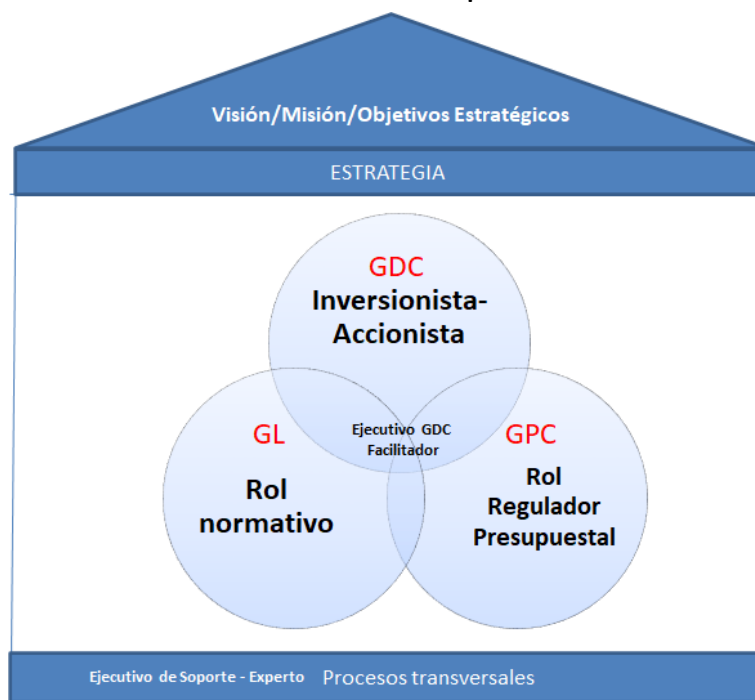 Visión/Misión/Objetivos Estratégicos
ESTRATEGIA
GDC
Inversionista-
Accionista
Ejecutivo GDC
Facilitador
GL
Rol
normativo
GPC
Rol
Regulador
Presupuestal
Ejecutivo de Soporte - Experto Procesos transversales